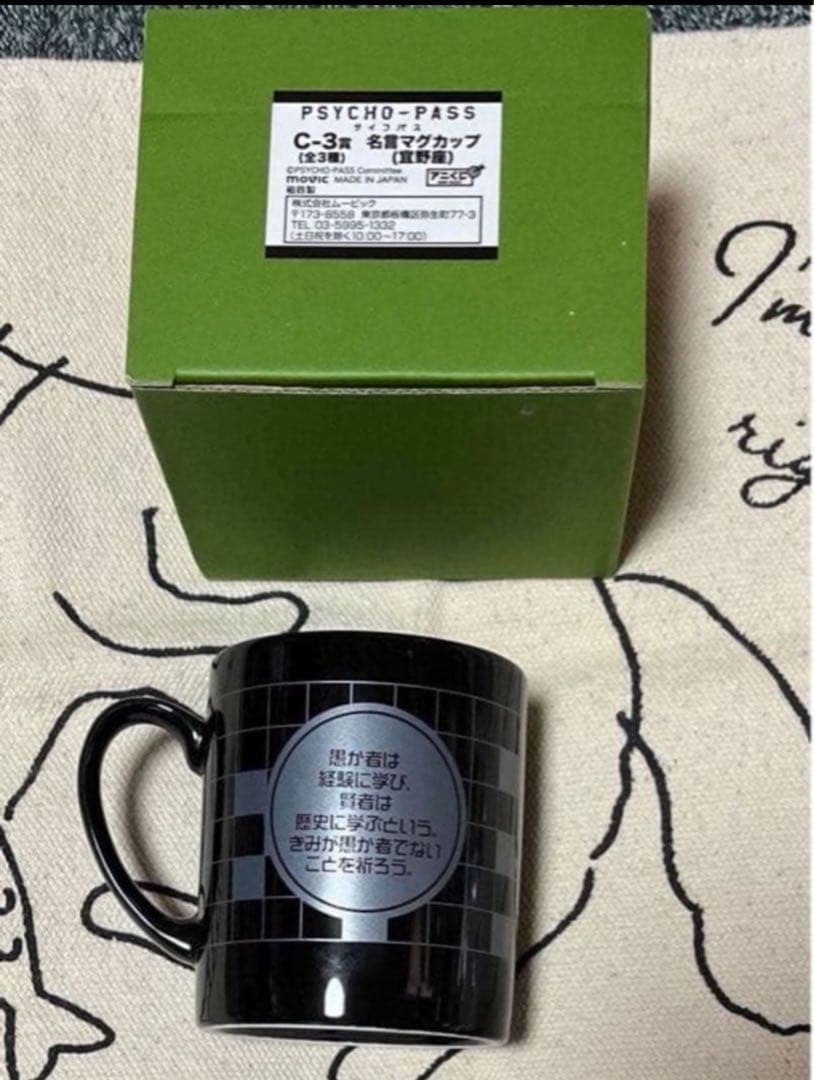 PSYCHO-PASS
サイコパス
C-3賞 名言マグカップ
(全3種) (宜野座)
©PSYCHO-PASS Committee
movic MADE IN JAPAN アニくじ
磁器製
株式会社ムービック
〒173-8558 東京都板橋区弥生町77-3
TEL 03-5995-1332
(土日祝を除く10:00~17:00)
I'm
愚か者は
経験に学び、
賢者は
歴史に学ぶという。
きみが愚か者でない
ことを祈ろう。